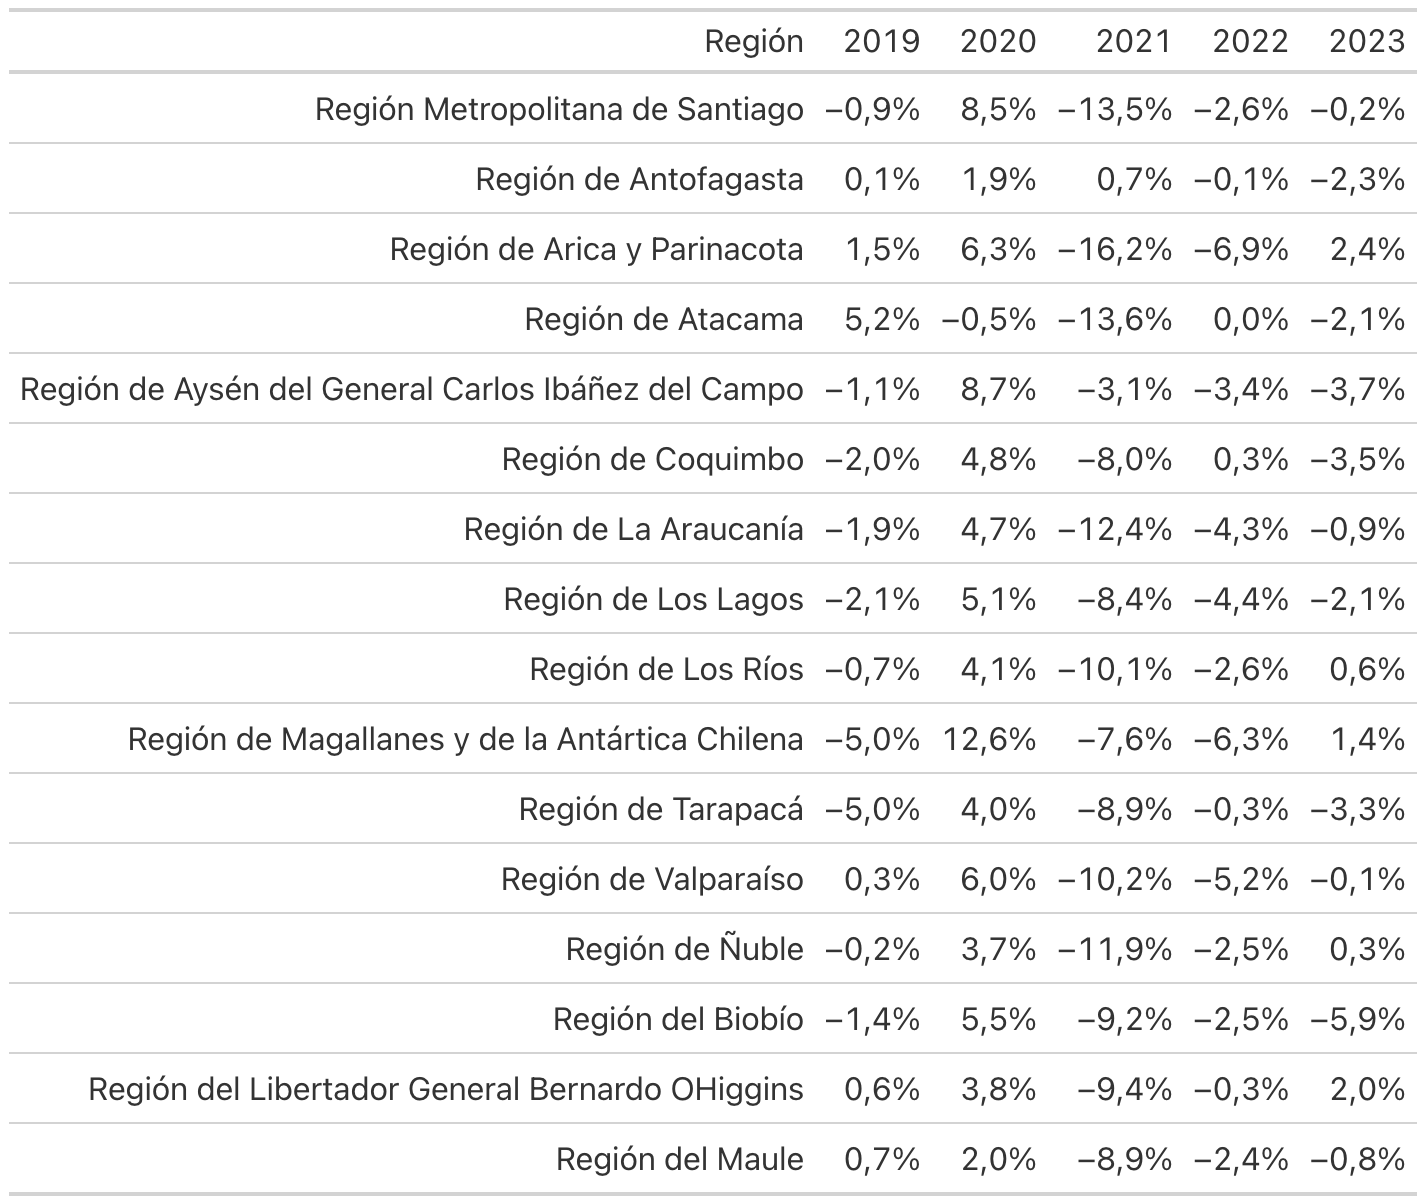 Región 2019 2020 2021 2022 2023
Región Metropolitana de Santiago −0,9% 8,5% −13,5% −2,6% −0,2%
Región de Antofagasta 0,1% 1,9% 0,7% −0,1% −2,3%
Región de Arica y Parinacota 1,5% 6,3% −16,2% −6,9% 2,4%
Región de Atacama 5,2% −0,5% −13,6% 0,0% −2,1%
Región de Aysén del General Carlos Ibáñez del Campo −1,1% 8,7% −3,1% −3,4% −3,7%
Región de Coquimbo −2,0% 4,8% −8,0% 0,3% −3,5%
Región de La Araucanía −1,9% 4,7% −12,4% −4,3% −0,9%
Región de Los Lagos −2,1% 5,1% −8,4% −4,4% −2,1%
Región de Los Ríos −0,7% 4,1% −10,1% −2,6% 0,6%
Región de Magallanes y de la Antártica Chilena −5,0% 12,6% −7,6% −6,3% 1,4%
Región de Tarapacá −5,0% 4,0% −8,9% −0,3% −3,3%
Región de Valparaíso 0,3% 6,0% −10,2% −5,2% −0,1%
Región de Ñuble −0,2% 3,7% −11,9% −2,5% 0,3%
Región del Biobío −1,4% 5,5% −9,2% −2,5% −5,9%
Región del Libertador General Bernardo OHiggins 0,6% 3,8% −9,4% −0,3% 2,0%
Región del Maule 0,7% 2,0% −8,9% −2,4% −0,8%